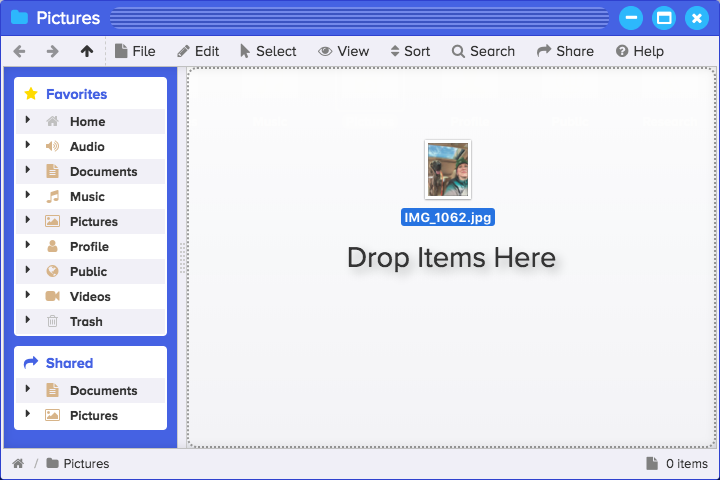 Pictures
File
Edit
Select
View
Sort
Search
Share
Help
Favorites
Home
Audio
Documents
Music
Pictures
Profile
Public
Videos
Trash
Shared
Documents
Pictures
IMG_1062.jpg
Drop Items Here
/ Pictures
0 items